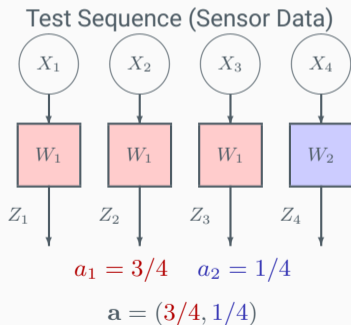 Test Sequence (Sensor Data)
X₁ X₂ X₃ X₄
W₁ W₁ W₁ W₂
Z₁ Z₂ Z₃ Z₄
a₁ = 3/4 a₂ = 1/4
a = (3/4, 1/4)